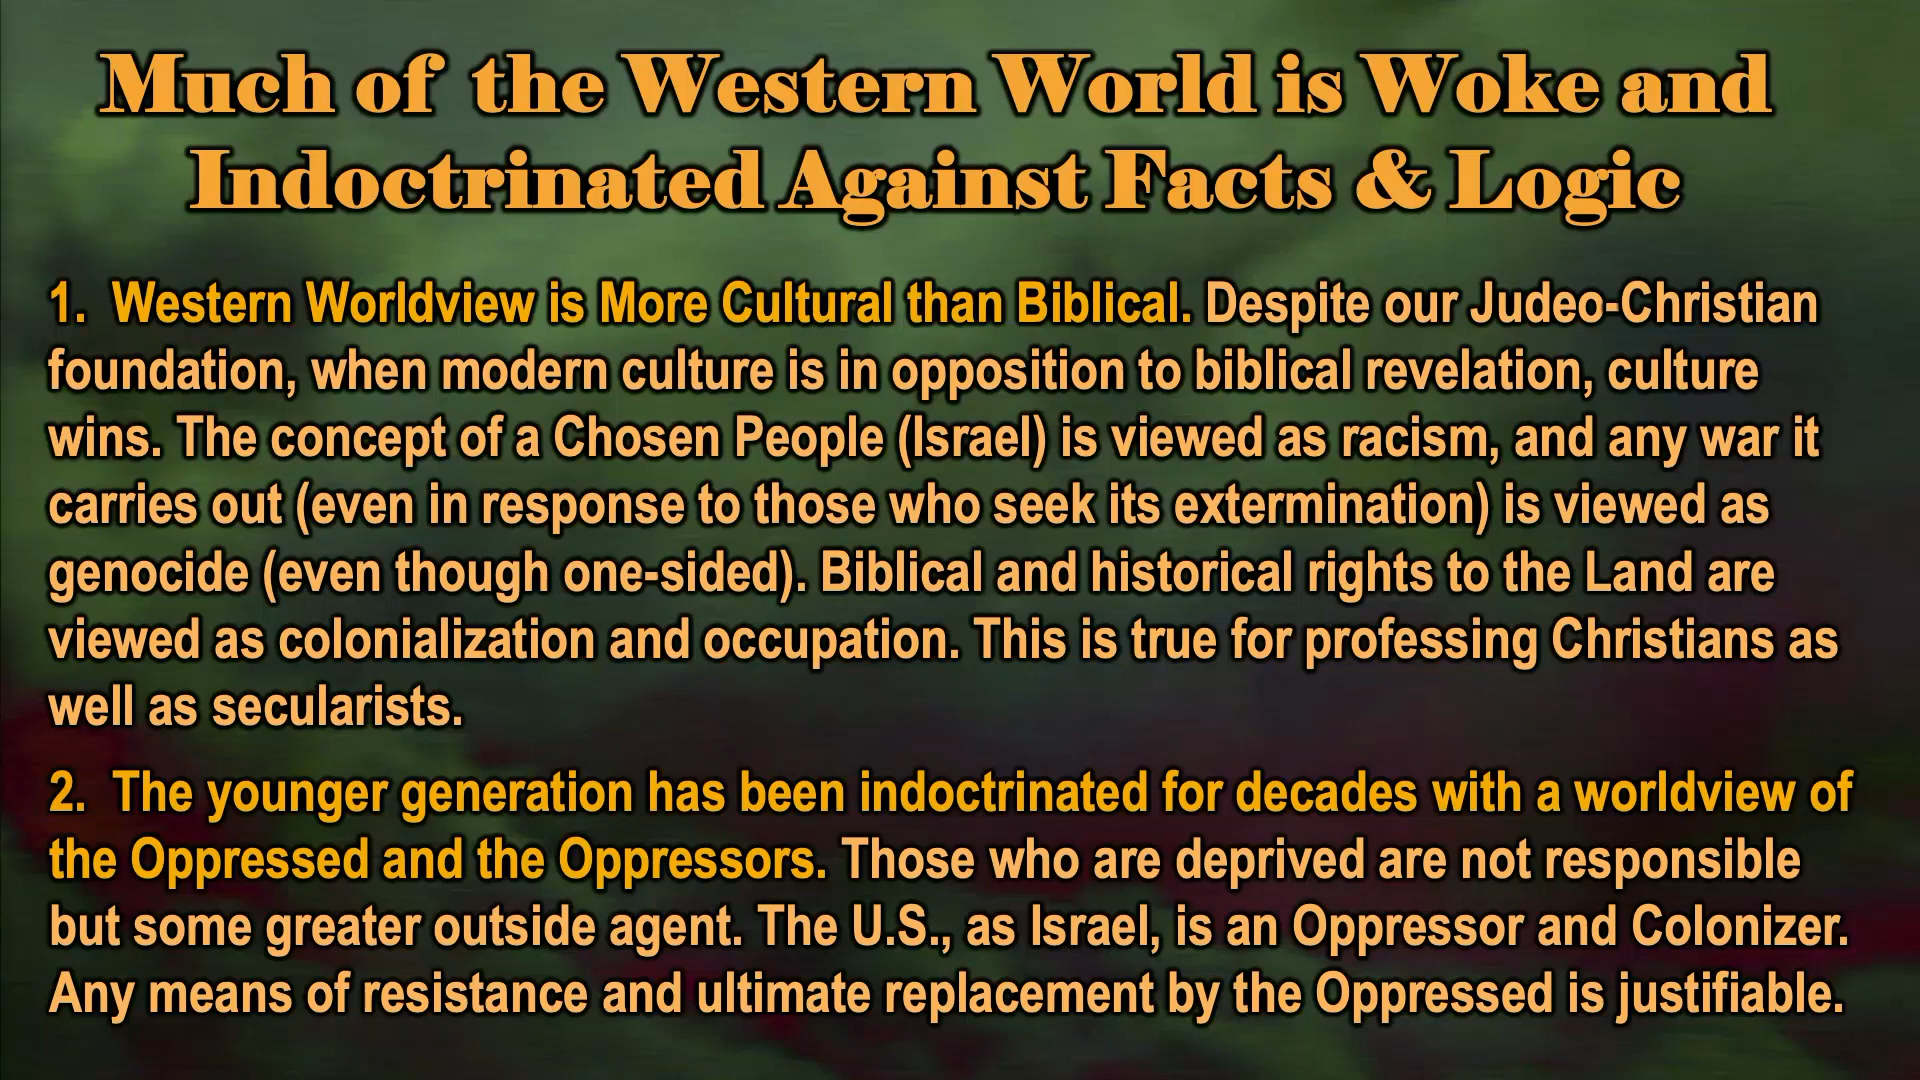 Much of the Western World is Woke and
Indoctrinated Against Facts & Logic
1. Western Worldview is More Cultural than Biblical. Despite our Judeo-Christian
foundation, when modern culture is in opposition to biblical revelation, culture
wins. The concept of a Chosen People (Israel) is viewed as racism, and any war it
carries out (even in response to those who seek its extermination) is viewed as
genocide (even though one-sided). Biblical and historical rights to the Land are
viewed as colonialization and occupation. This is true for professing Christians as
well as secularists.
2. The younger generation has been indoctrinated for decades with a worldview of
the Oppressed and the Oppressors. Those who are deprived are not responsible
but some greater outside agent. The U.S., as Israel, is an Oppressor and Colonizer.
Any means of resistance and ultimate replacement by the Oppressed is justifiable.